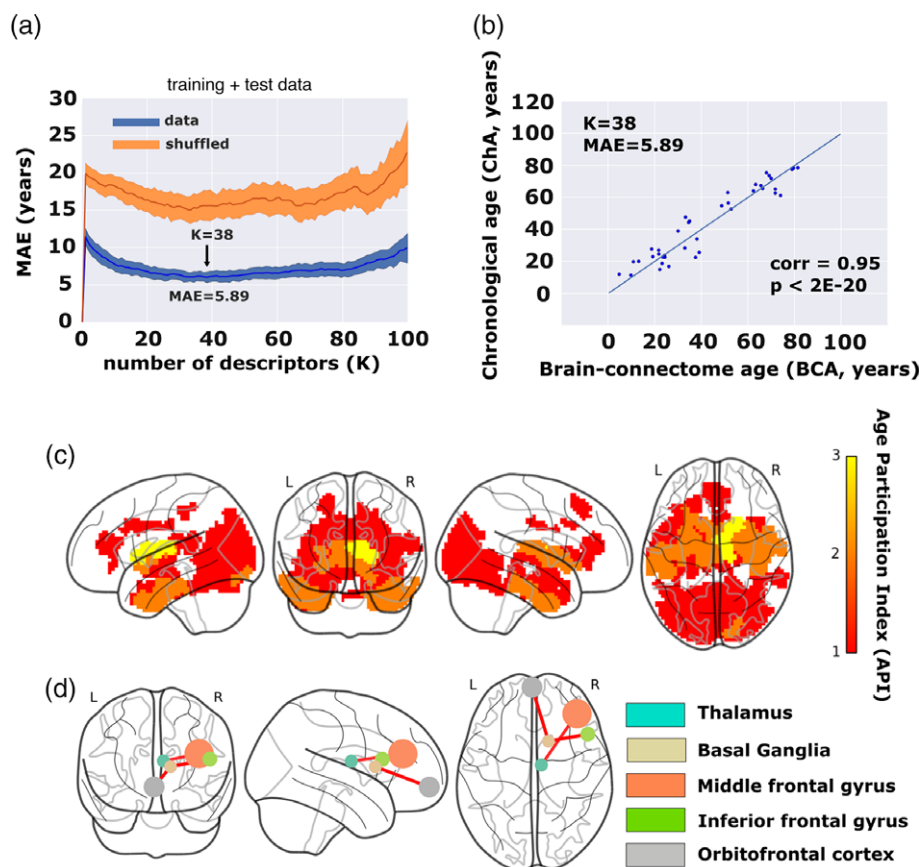 (a)
training + test data
30
25
20
15
10
5
0
MAE (years)
data
shuffled
K=38
MAE=5.89
0
20
40
60
80
100
number of descriptors (K)
(b)
120
100
80
60
40
20
0
Chronological age (ChA, years)
K=38
MAE=5.89
corr = 0.95
p < 2E-20
0
20
40
60
80
100
Brain-connectome age (BCA, years)
(c)
L
R
L
R
3
2
1
Age Participation Index (API)
(d)
L
R
L
R
Thalamus
Basal Ganglia
Middle frontal gyrus
Inferior frontal gyrus
Orbitofrontal cortex